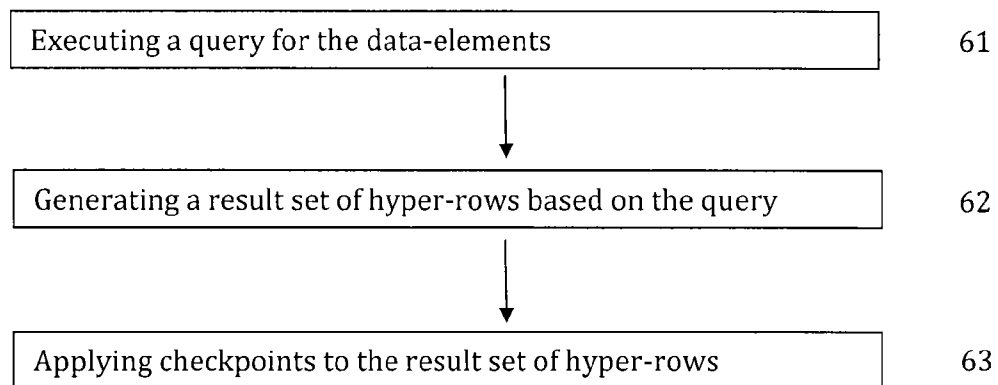 Executing a query for the data-elements 61
Generating a result set of hyper-rows based on the query 62
Applying checkpoints to the result set of hyper-rows 63